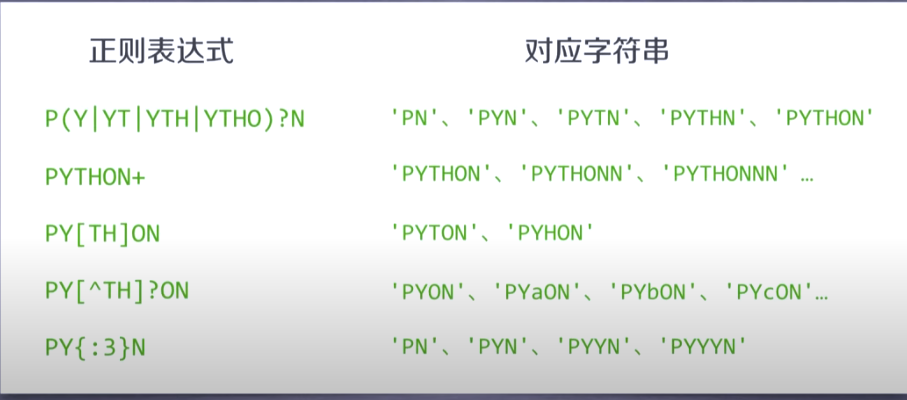 正则表达式 对应字符串
P(Y|YT|YTH|YTHO)?N 'PN'、 'PYN'、 'PYTN'、 'PYTHN'、 'PYTHON'
PYTHON+ 'PYTHON'、 'PYTHONN'、 'PYTHONNN' …
PY[TH]ON 'PYTON'、 'PYHON'
PY[^TH]?ON 'PYON'、 'PYaON'、 'PYbON'、 'PYcON'…
PY{:3}N 'PN'、 'PYN'、 'PYYN'、 'PYYYN'